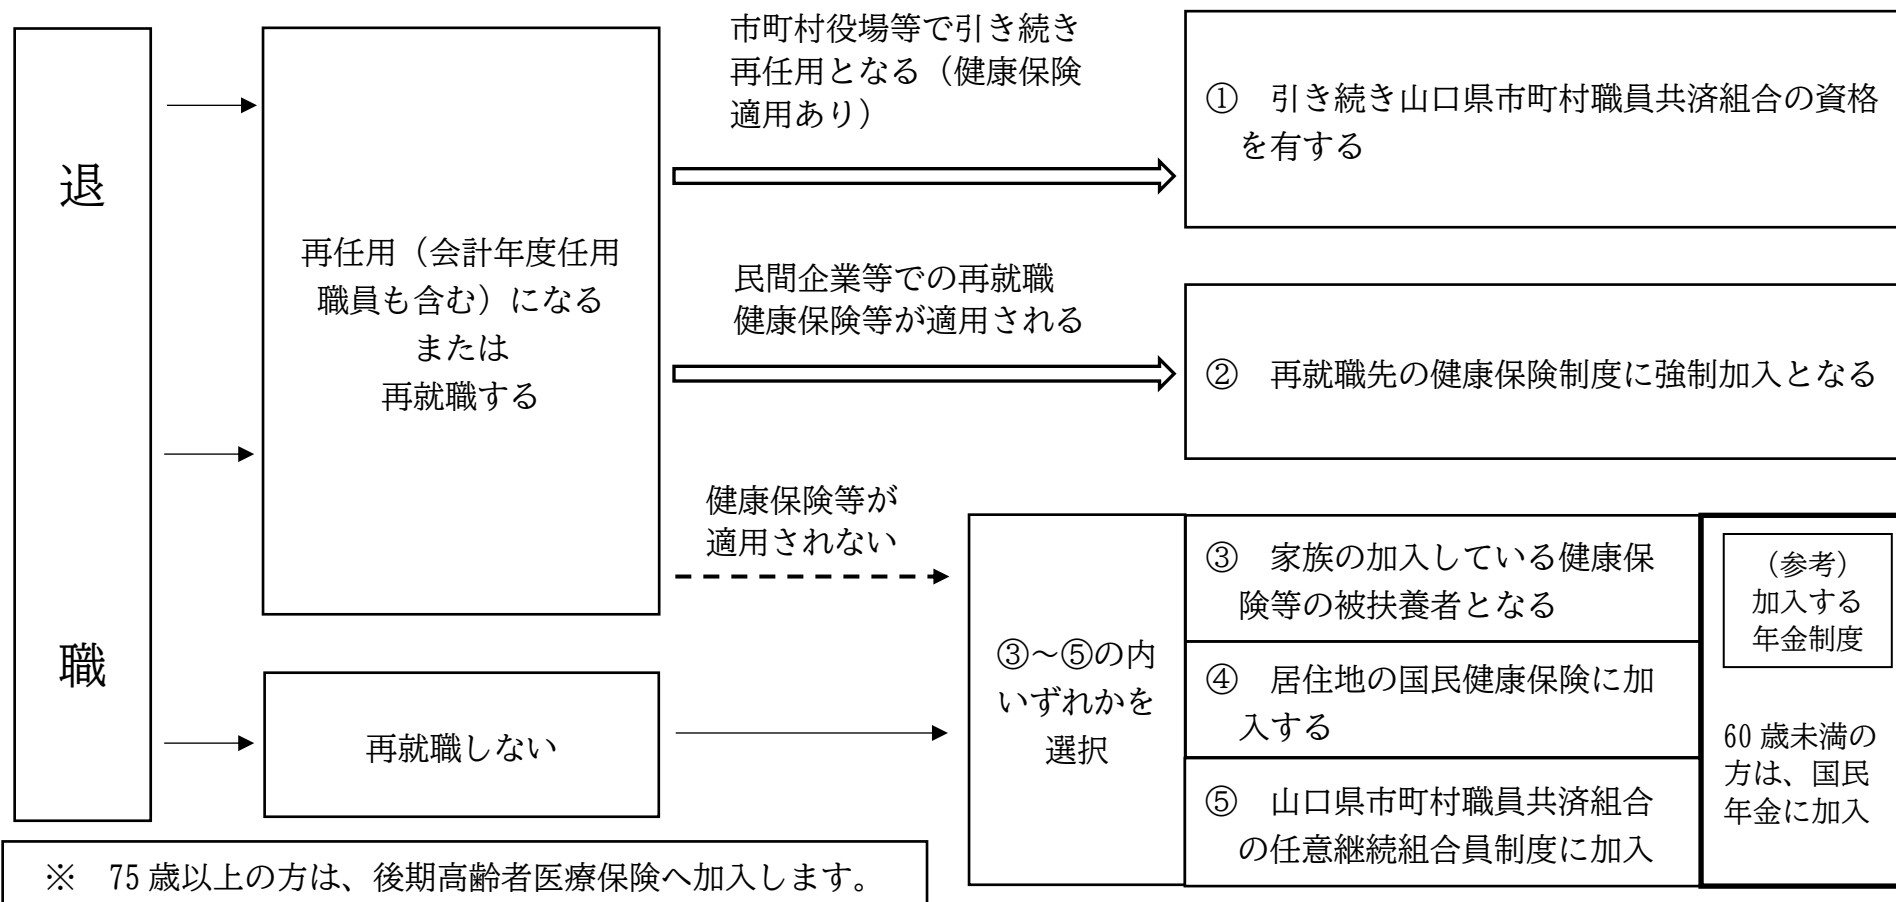 退
職
再任用（会計年度任用
職員も含む）になる
または
再就職する
再就職しない
市町村役場等で引き続き
再任用となる（健康保険
適用あり）
① 引き続き山口県市町村職員共済組合の資格
を有する
民間企業等での再就職
健康保険等が適用される
② 再就職先の健康保険制度に強制加入となる
健康保険等が
適用されない
③～⑤の内
いずれかを
選択
③ 家族の加入している健康保
険等の被扶養者となる
④ 居住地の国民健康保険に加
入する
⑤ 山口県市町村職員共済組合
の任意継続組合員制度に加入
（参考）
加入する
年金制度
60 歳未満の
方は、国民
年金に加入
※ 75 歳以上の方は、後期高齢者医療保険へ加入します。